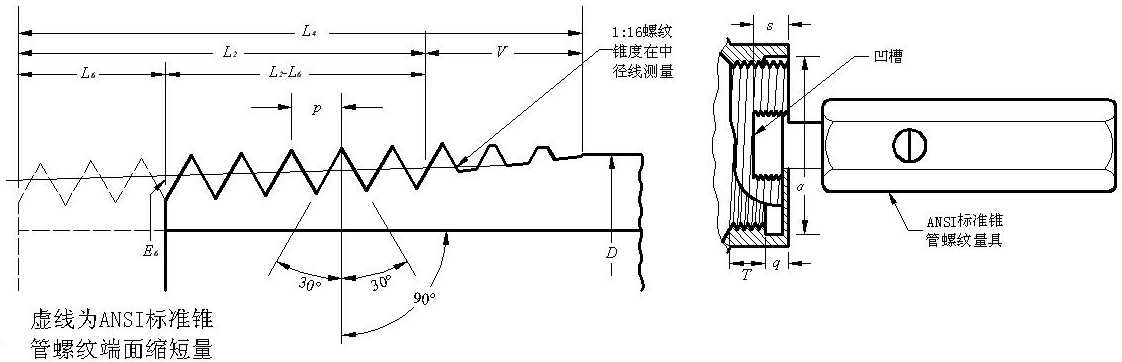 L₄
L₂
V
L₆
L₂-L₆
p
1:16螺纹
锥度在中
径线测量
E₆
30°
30°
90°
D
虚线为ANSI标准锥
管螺纹端面缩短量
s
凹槽
a
T
q
ANSI标准锥
管螺纹量具